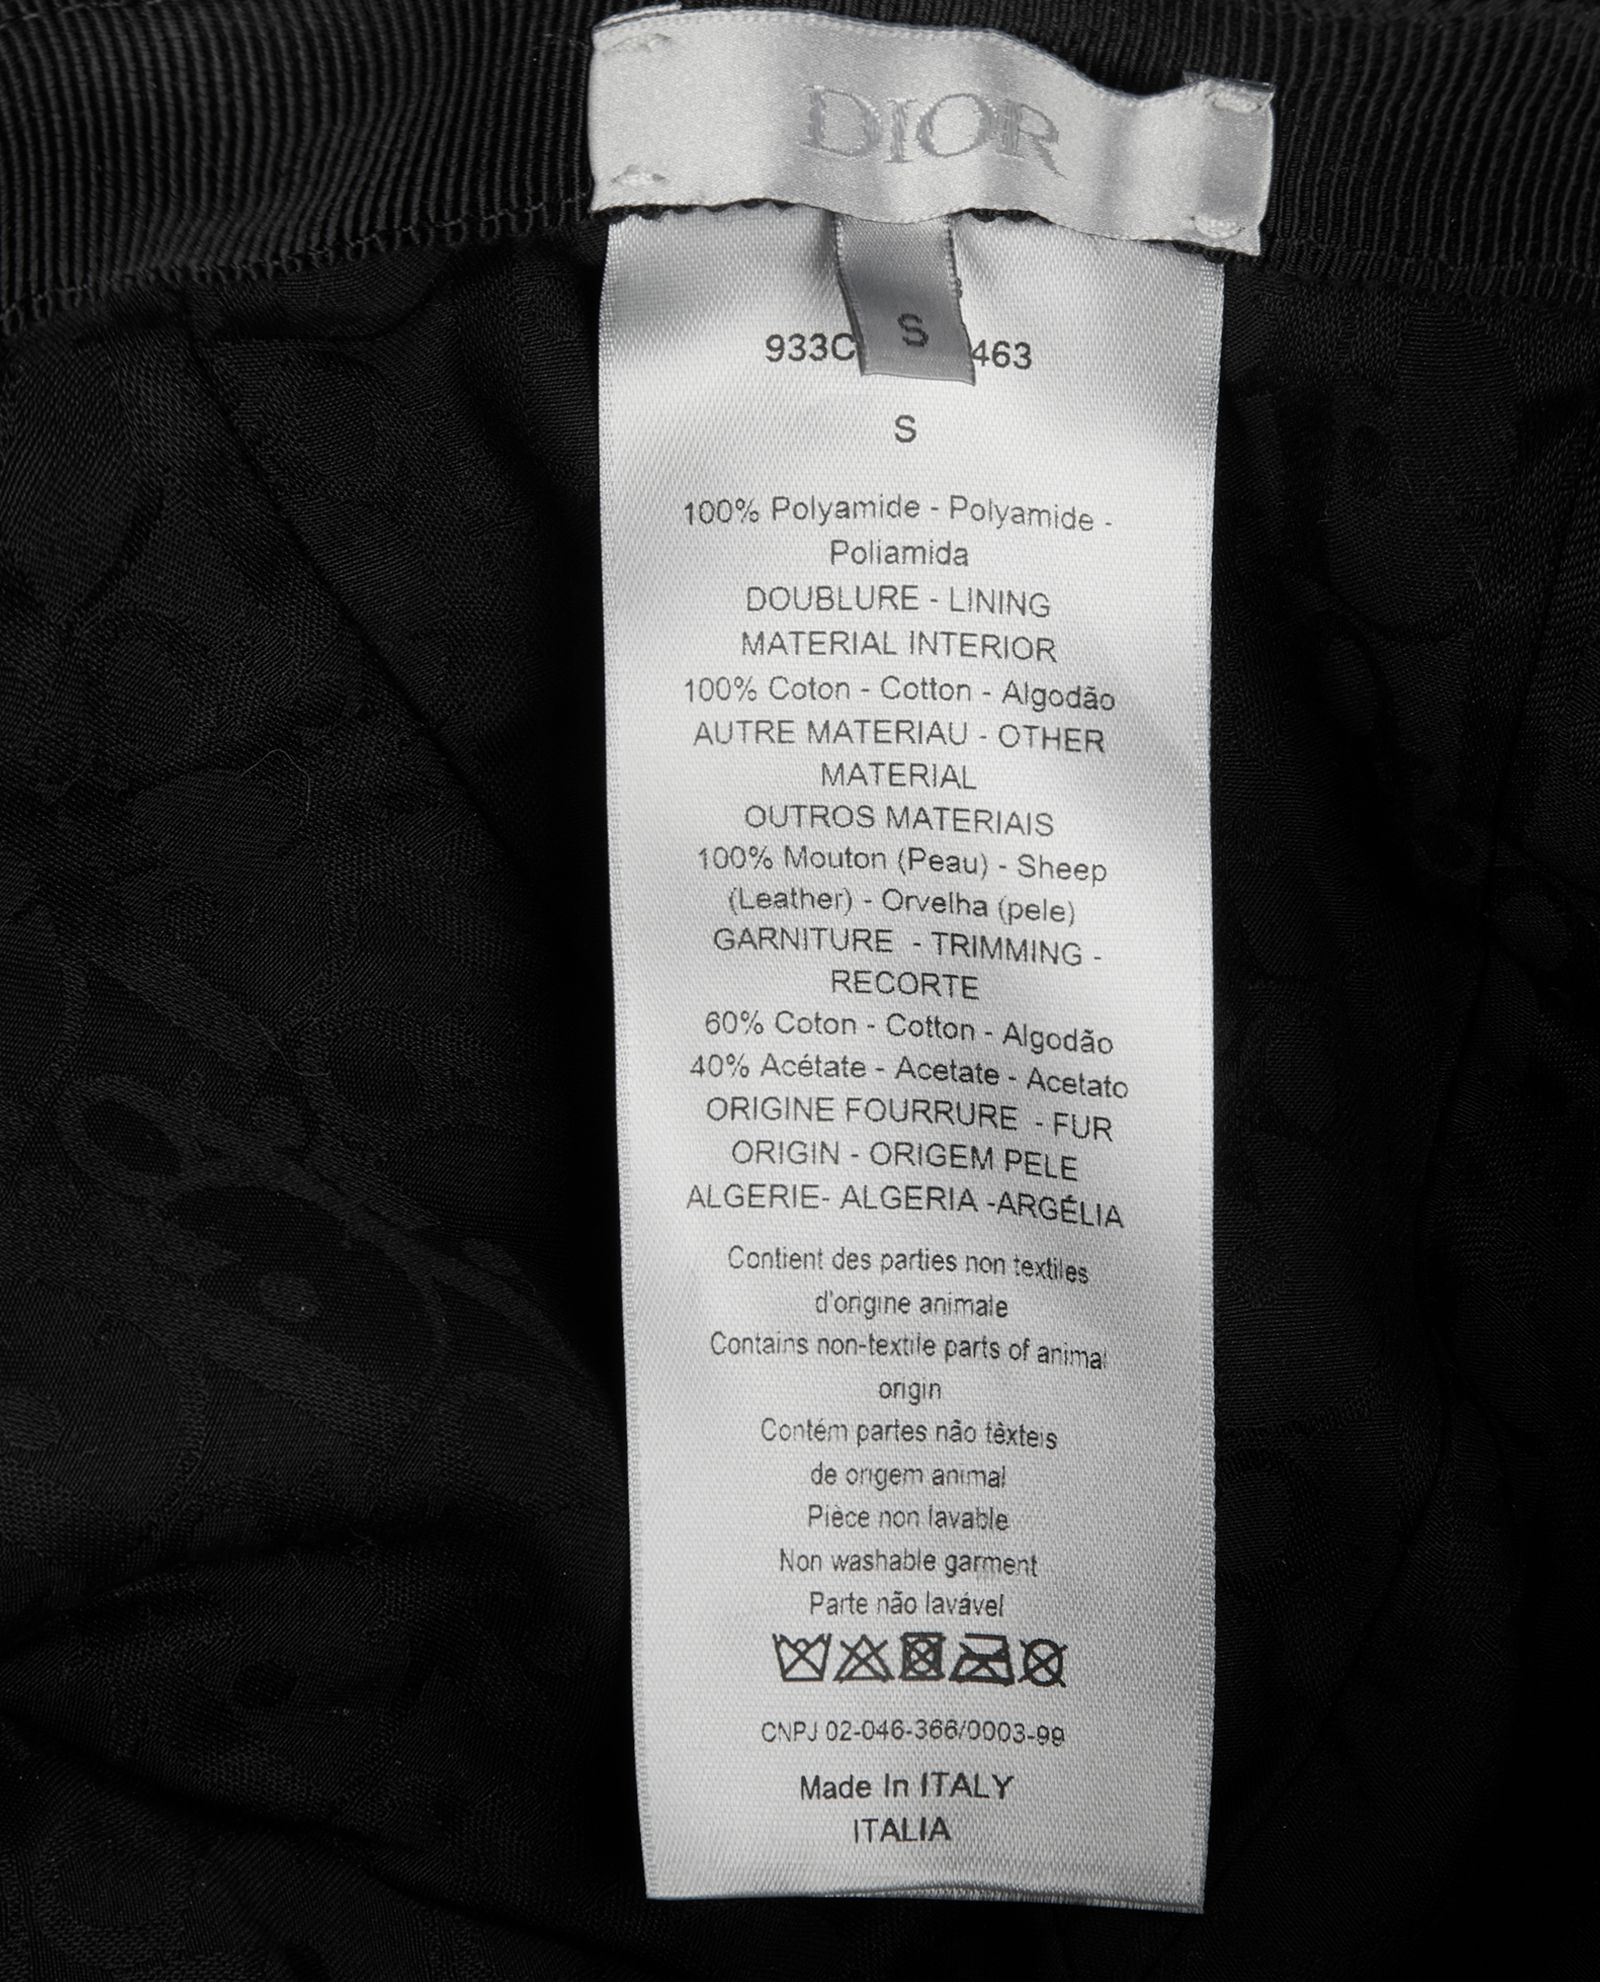 DIOR
S
933C 463
S
100% Polyamide - Polyamide -
Poliamida
DOUBLURE - LINING
MATERIAL INTERIOR
100% Coton - Cotton - Algodão
AUTRE MATERIAU - OTHER
MATERIAL
OUTROS MATERIAIS
100% Mouton (Peau) - Sheep
(Leather) - Orvelha (pele)
GARNITURE - TRIMMING -
RECORTE
60% Coton - Cotton - Algodão
40% Acétate - Acetate - Acetato
ORIGINE FOURRURE - FUR
ORIGIN - ORIGEM PELE
ALGERIE- ALGERIA -ARGÉLIA
Contient des parties non textiles
d'origine animale
Contains non-textile parts of animal
origin
Contém partes não têxteis
de origem animal
Pièce non lavable
Non washable garment
Parte não lavável
CNPJ 02-046-366/0003-99
Made In ITALY
ITALIA